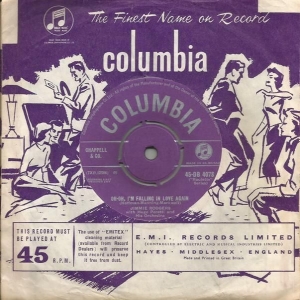 The Finest Name on Record
columbia
COLUMBIA
CHAPPELL
& CO.
45-DB 4078
OH-OH, I'M FALLING IN LOVE AGAIN
JIMMIE RODGERS
THIS RECORD MUST
BE PLAYED AT
45 R.P.M.
The use of "EMITEX"
cleaning material
(available from Record
Dealers) will preserve
this record and keep
it free from dust.
E.M.I. RECORDS LIMITED
HAYES · MIDDLESEX · ENGLAND
Made and Printed in Great Britain